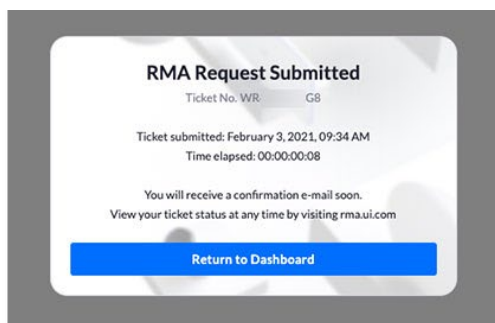 RMA Request Submitted
Ticket No. WR G8
Ticket submitted: February 3, 2021, 09:34 AM
Time elapsed: 00:00:00:08
You will receive a confirmation e-mail soon.
View your ticket status at any time by visiting rma.ui.com
Return to Dashboard